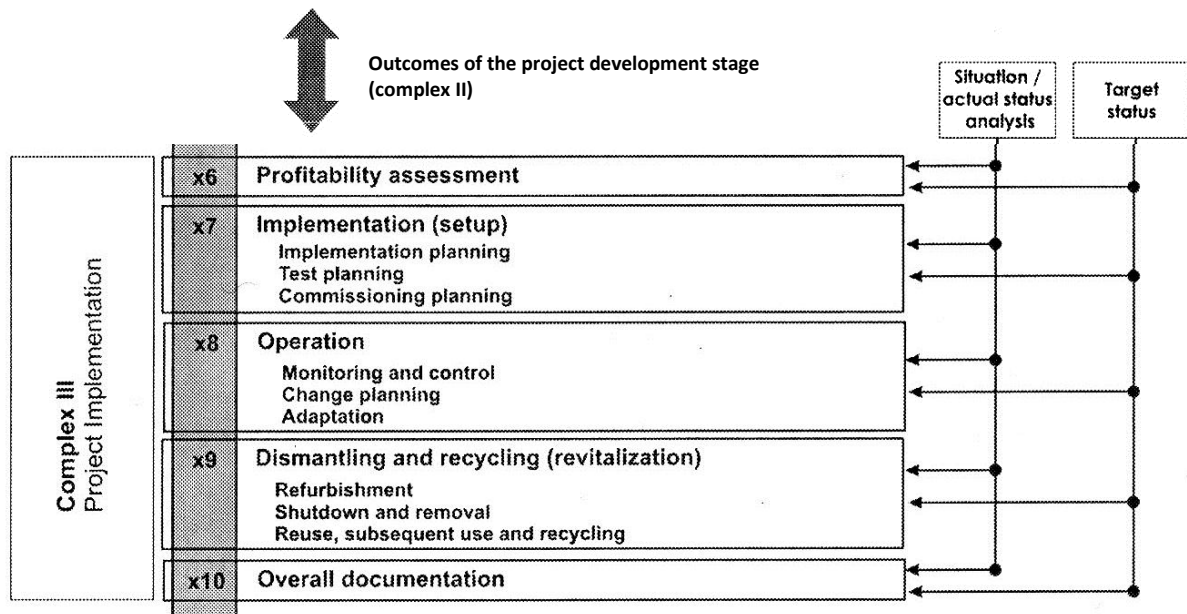 Outcomes of the project development stage
(complex II)
Situation /
actual status
analysis
Target
status
Complex III
Project Implementation
x6
Profitability assessment
x7
Implementation (setup)
Implementation planning
Test planning
Commissioning planning
x8
Operation
Monitoring and control
Change planning
Adaptation
x9
Dismantling and recycling (revitalization)
Refurbishment
Shutdown and removal
Reuse, subsequent use and recycling
x10
Overall documentation